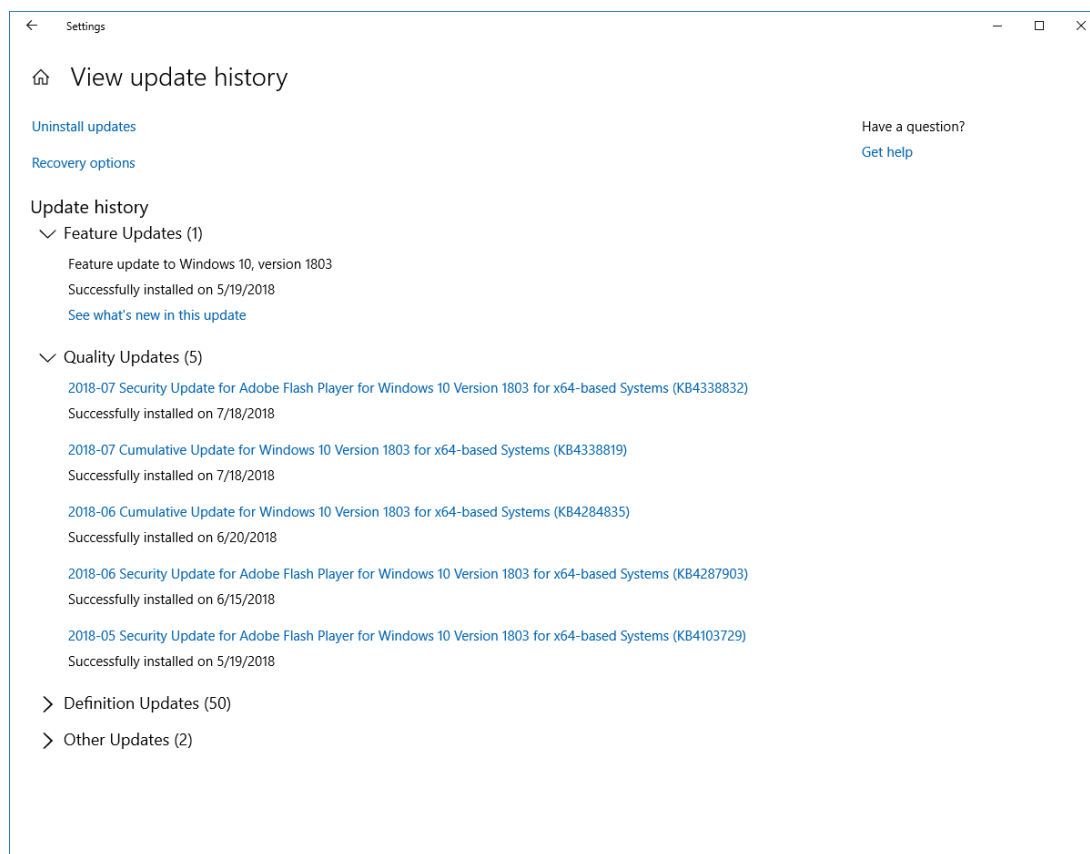 Settings
View update history
Uninstall updates
Have a question?
Recovery options
Get help
Update history
Feature Updates (1)
Feature update to Windows 10, version 1803
Successfully installed on 5/19/2018
See what's new in this update
Quality Updates (5)
2018-07 Security Update for Adobe Flash Player for Windows 10 Version 1803 for x64-based Systems (KB4338832)
Successfully installed on 7/18/2018
2018-07 Cumulative Update for Windows 10 Version 1803 for x64-based Systems (KB4338819)
Successfully installed on 7/18/2018
2018-06 Cumulative Update for Windows 10 Version 1803 for x64-based Systems (KB4284835)
Successfully installed on 6/20/2018
2018-06 Security Update for Adobe Flash Player for Windows 10 Version 1803 for x64-based Systems (KB4287903)
Successfully installed on 6/15/2018
2018-05 Security Update for Adobe Flash Player for Windows 10 Version 1803 for x64-based Systems (KB4103729)
Successfully installed on 5/19/2018
Definition Updates (50)
Other Updates (2)